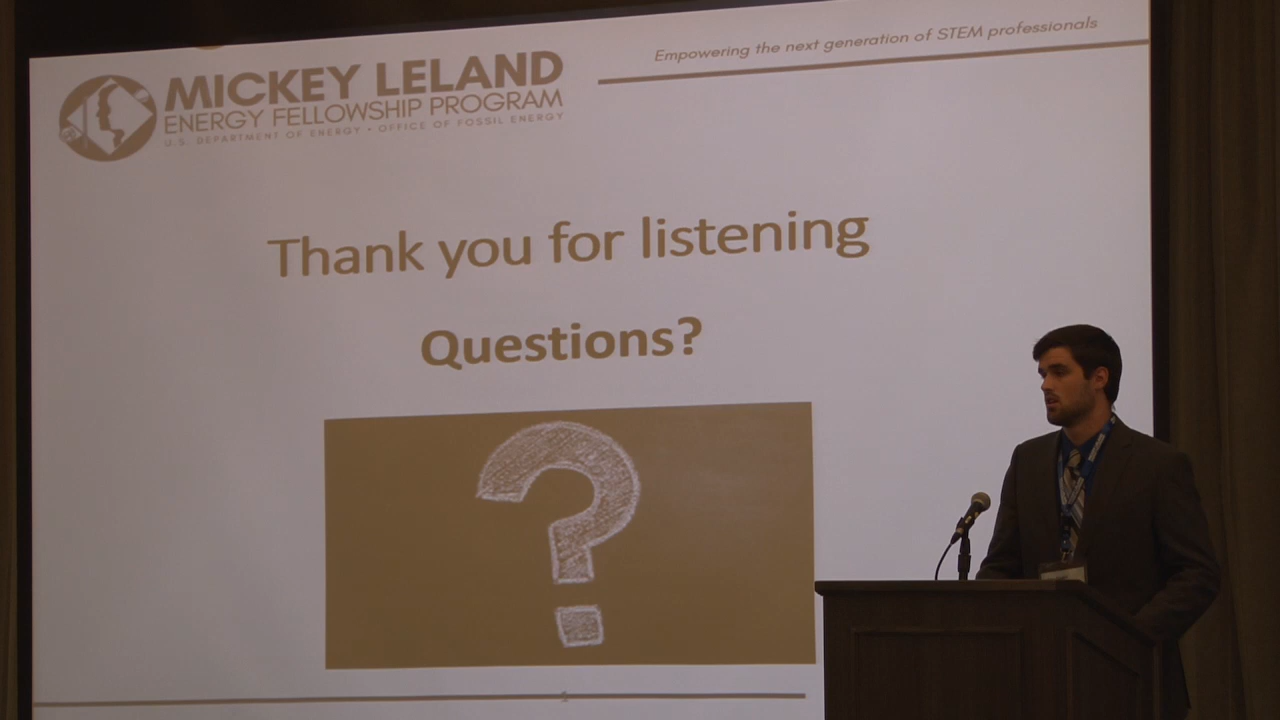 MICKEY LELAND
ENERGY FELLOWSHIP PROGRAM
U.S. DEPARTMENT OF ENERGY • OFFICE OF FOSSIL ENERGY
Empowering the next generation of STEM professionals
Thank you for listening
Questions?
?